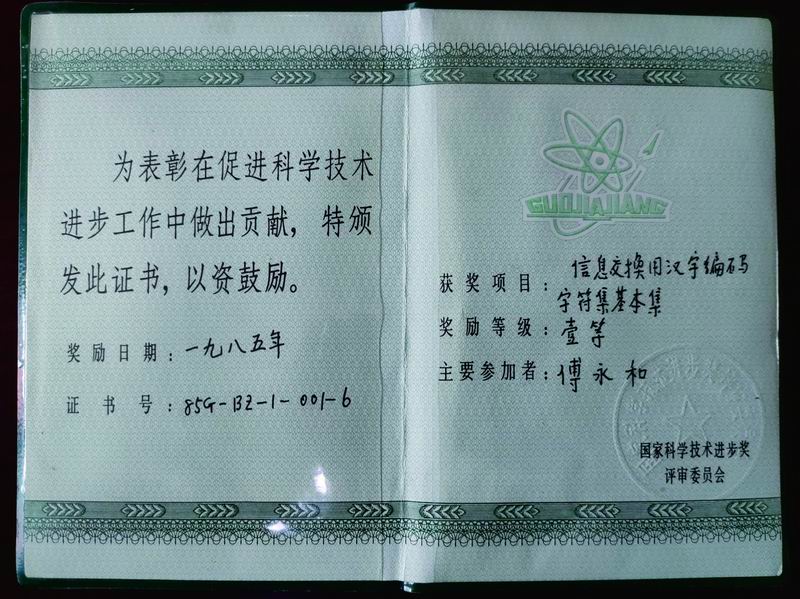 为表彰在促进科学技术
进步工作中做出贡献，特颁
发此证书，以资鼓励。
奖励日期：一九八五年
证书号：85G-BZ-1-001-6
GUOJIAJIANG
获奖项目：信息交换用汉字编码
字符集基本集
奖励等级：壹等
主要参加者：傅永和
国家科学技术进步奖
评审委员会